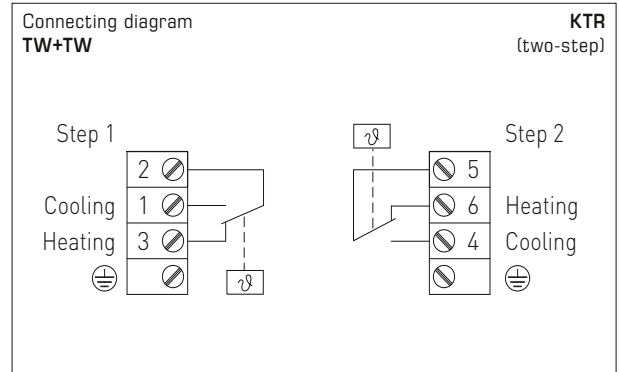 Connecting diagram
TW+TW
KTR
(two-step)
Step 1
2
Cooling 1
Heating 3
ϑ
ϑ
Step 2
5
6 Heating
4 Cooling